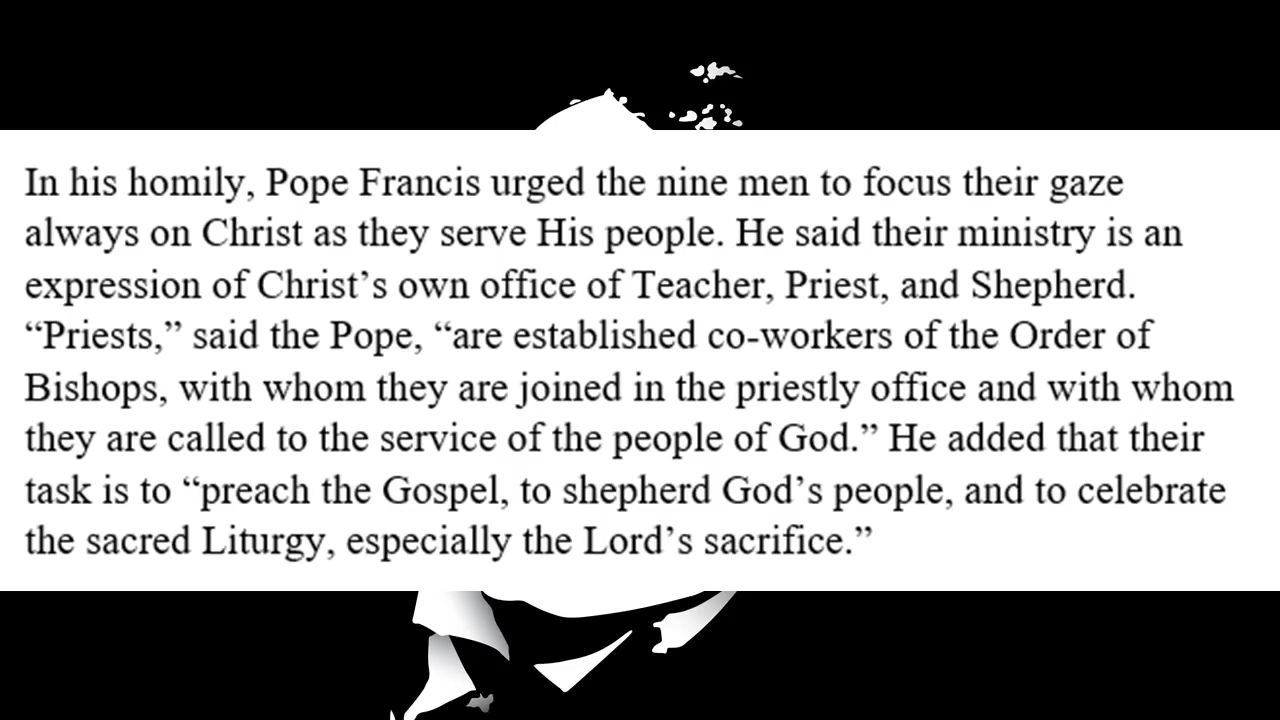 In his homily, Pope Francis urged the nine men to focus their gaze
always on Christ as they serve His people. He said their ministry is an
expression of Christ’s own office of Teacher, Priest, and Shepherd.
“Priests,” said the Pope, “are established co-workers of the Order of
Bishops, with whom they are joined in the priestly office and with whom
they are called to the service of the people of God.” He added that their
task is to “preach the Gospel, to shepherd God’s people, and to celebrate
the sacred Liturgy, especially the Lord’s sacrifice.”